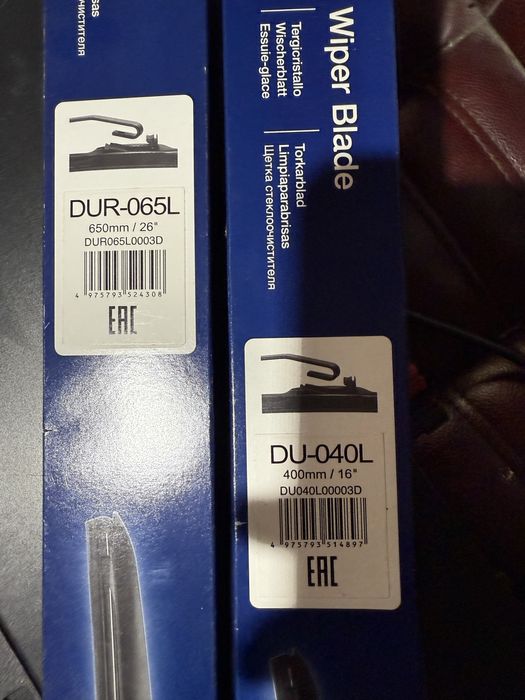 стеклоочистителя
DUR-065L
650mm / 26"
DUR065L0003D
4 975793 524308
EAC
Wiper Blade
Tergicristallo
Wischerblatt
Essuie-glace
Torkarblad
Limpiaparabrisas
Щетка стеклоочистителя
DU-040L
400mm / 16"
DU040L00003D
4 975793 514897
EAC